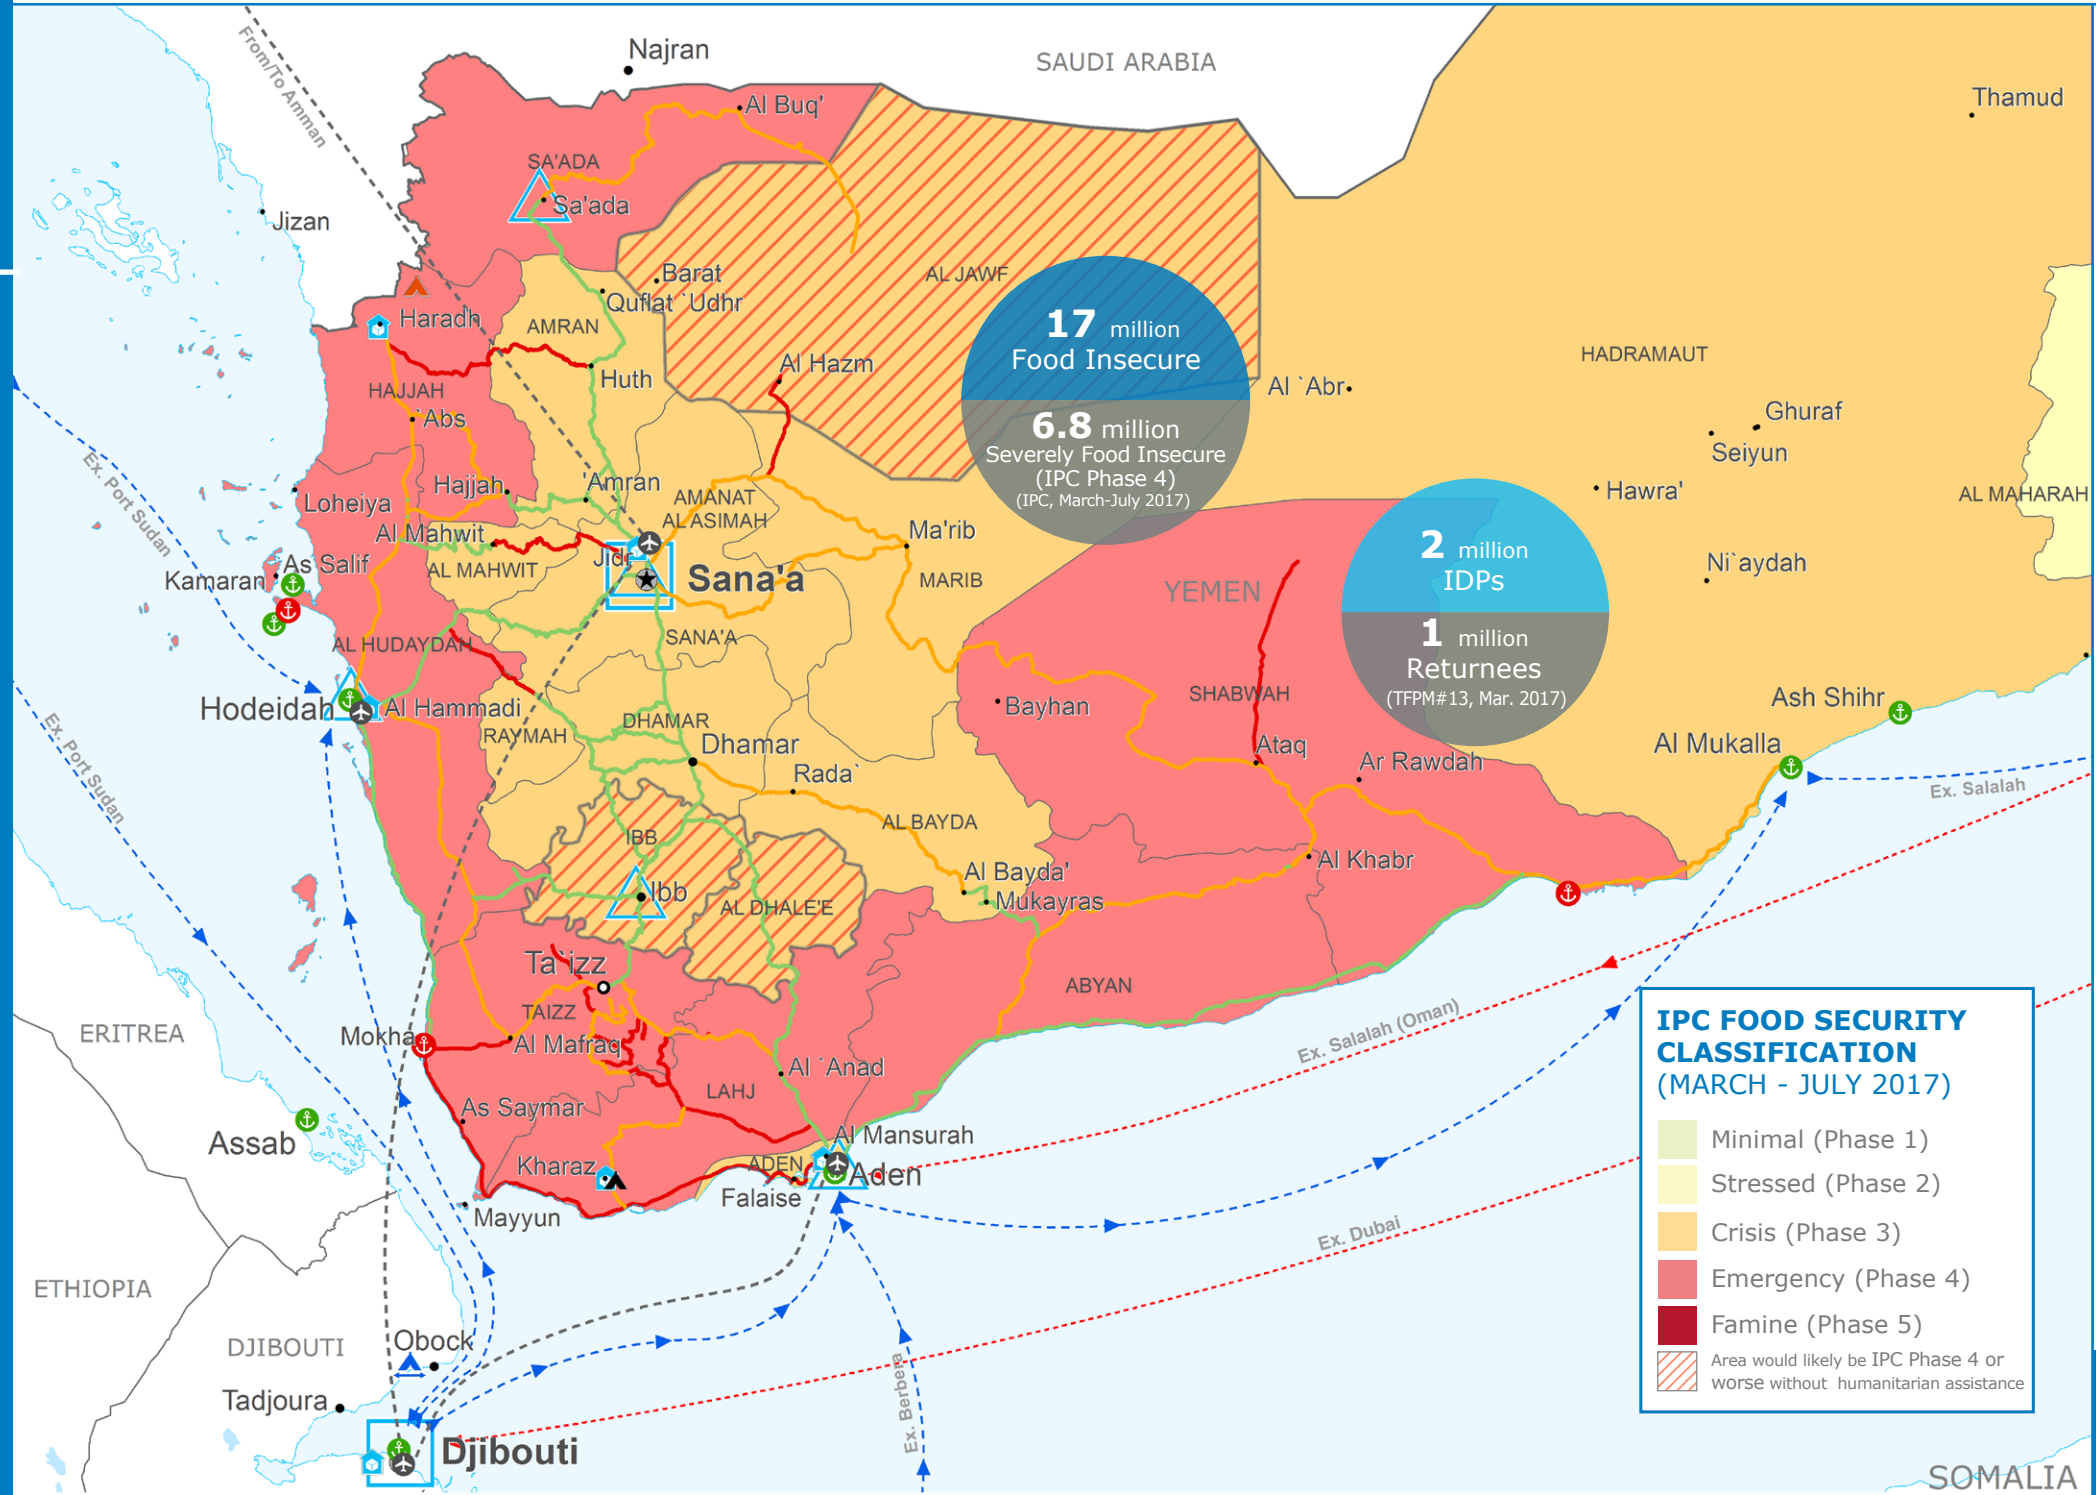 From/To Amman
Najran
SAUDI ARABIA
Thamud
Al Buq'
SA'ADA
Sa'ada
Jizan
Barat
Quflat `Udhr
AL JAWF
Haradh
AMRAN
17 million
Food Insecure
6.8 million
Severely Food Insecure
(IPC Phase 4)
(IPC, March-July 2017)
HADRAMAUT
Al Hazm
Huth
HAJJAH
`Abs
Al `Abr
Ghuraf
Seiyun
Hawra'
AL MAHARAH
Ex. Port Sudan
Loheiya
Hajjah
'Amran
AMANAT
AL ASIMAH
Al Mahwit
Jidr
Ma'rib
As Salif
Kamaran
AL MAHWIT
Sana'a
MARIB
YEMEN
2 million
IDPs
1 million
Returnees
(TFPM#13, Mar. 2017)
Ni`aydah
AL HUDAYDAH
SANA'A
Hodeidah
Al Hammadi
RAYMAH
DHAMAR
Dhamar
Rada`
Bayhan
SHABWAH
Ataq
Ar Rawdah
Ash Shihr
Al Mukalla
Ex. Salalah
Ex. Port Sudan
IBB
Ibb
AL BAYDA
Al Bayda'
Mukayras
AL DHALE'E
Al Khabr
Ta`izz
TAIZZ
ABYAN
ERITREA
Mokha
Al Mafraq
Al `Anad
LAHJ
Ex. Salalah (Oman)
As Saymar
Assab
Al Mansurah
Kharaz
ADEN
Aden
Falaise
Mayyun
Ex. Dubai
ETHIOPIA
DJIBOUTI
Obock
Tadjoura
Djibouti
Ex. Berbera
SOMALIA
IPC FOOD SECURITY
CLASSIFICATION
(MARCH - JULY 2017)
Minimal (Phase 1)
Stressed (Phase 2)
Crisis (Phase 3)
Emergency (Phase 4)
Famine (Phase 5)
Area would likely be IPC Phase 4 or
worse without humanitarian assistance